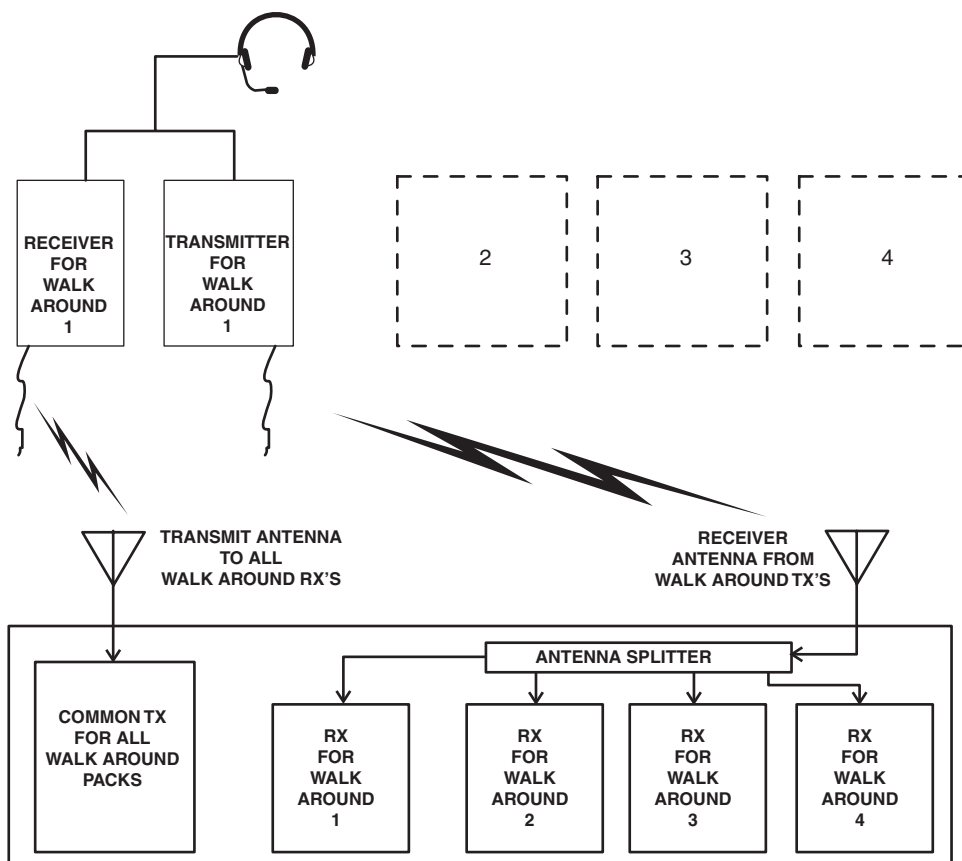 RECEIVER
FOR
WALK
AROUND
1
TRANSMITTER
FOR
WALK
AROUND
1
2
3
4
TRANSMIT ANTENNA
TO ALL
WALK AROUND RX'S
RECEIVER
ANTENNA FROM
WALK AROUND TX'S
ANTENNA SPLITTER
COMMON TX
FOR ALL
WALK AROUND
PACKS
RX
FOR
WALK
AROUND
1
RX
FOR
WALK
AROUND
2
RX
FOR
WALK
AROUND
3
RX
FOR
WALK
AROUND
4